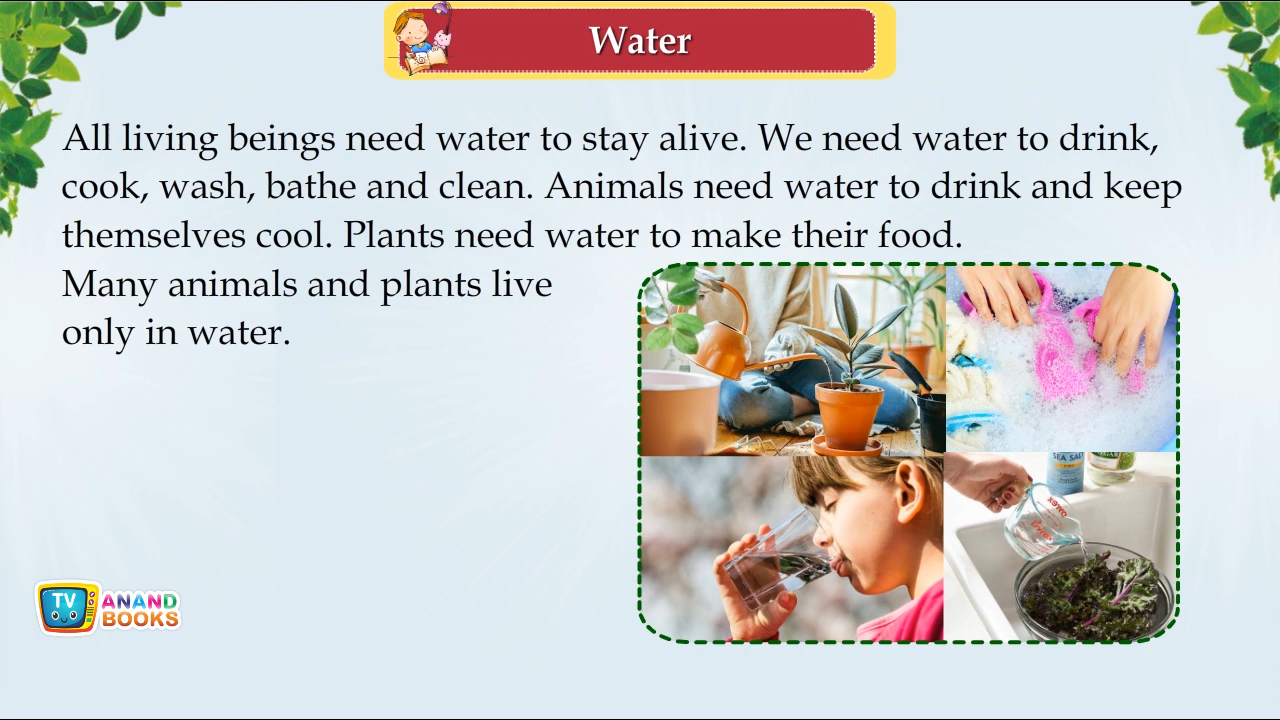 Water
All living beings need water to stay alive. We need water to drink,
cook, wash, bathe and clean. Animals need water to drink and keep
themselves cool. Plants need water to make their food.
Many animals and plants live
only in water.
SEA SALT
PYREX
TV
ANAND
BOOKS